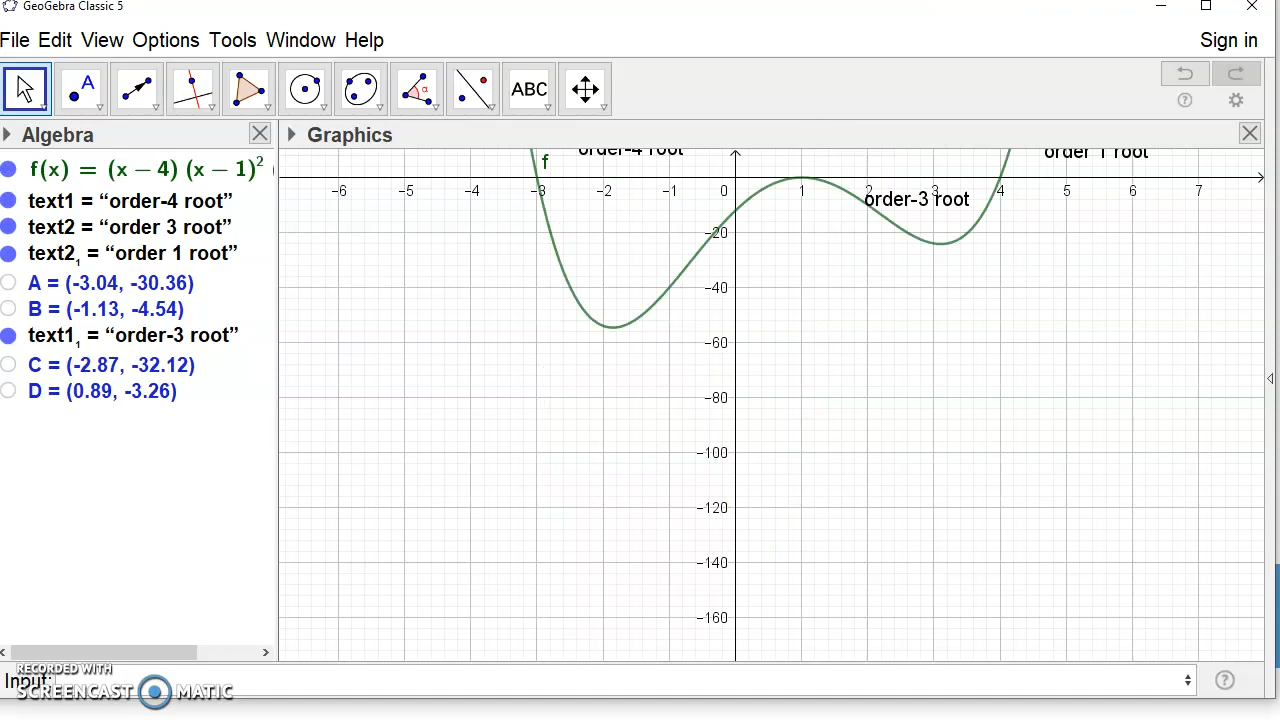 GeoGebra Classic 5
File Edit View Options Tools Window Help
Sign in
A
α
ABC
Algebra
Graphics
f(x) = (x − 4) (x − 1)² (
text1 = “order-4 root”
text2 = “order 3 root”
text2₁ = “order 1 root”
A = (-3.04, -30.36)
B = (-1.13, -4.54)
text1₁ = “order-3 root”
C = (-2.87, -32.12)
D = (0.89, -3.26)
order-4 root
order 1 root
f
-6 -5 -4 -3 -2 -1 0 1 2 3 4 5 6 7
order-3 root
-20
-40
-60
-80
-100
-120
-140
-160
RECORDED WITH
Input:
SCREENCAST MATIC